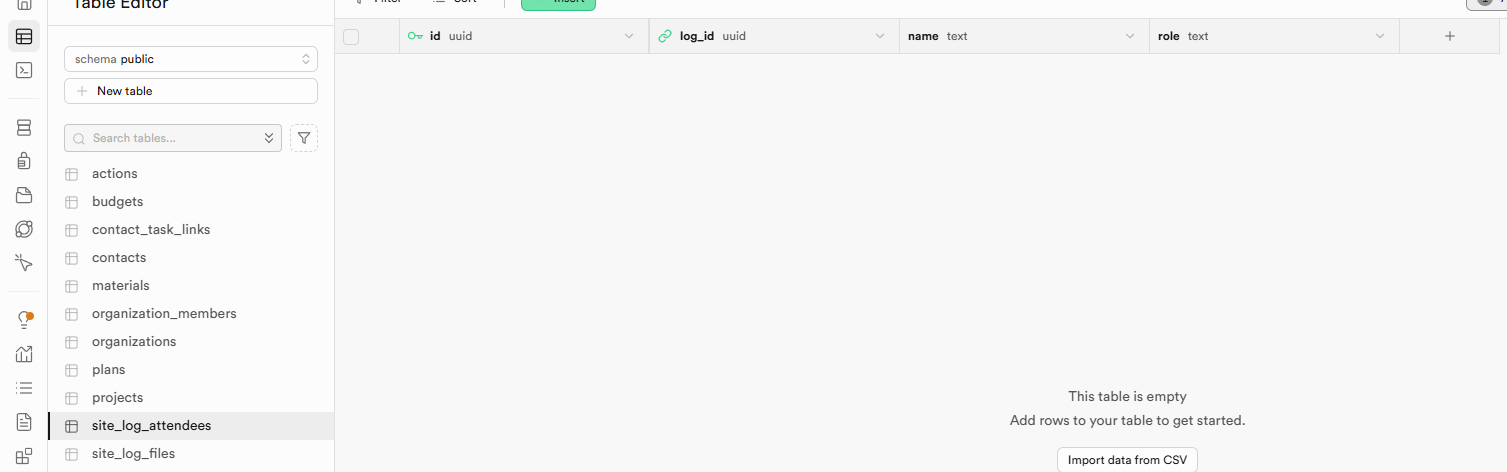 Table Editor
Filter
Sort
Insert
schema public
New table
Search tables...
actions
budgets
contact_task_links
contacts
materials
organization_members
organizations
plans
projects
site_log_attendees
site_log_files
id uuid
log_id uuid
name text
role text
This table is empty
Add rows to your table to get started.
Import data from CSV